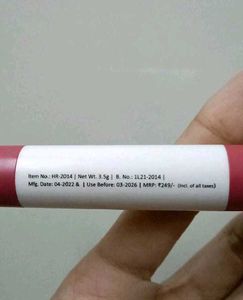 Item No.: HR-2014 | Net Wt. 3.5g | B. No.: 1L21-2014 |
Mfg. Date: 04-2022 & | Use Before: 03-2026 | MRP: ₹249/- (Incl. of all taxes)